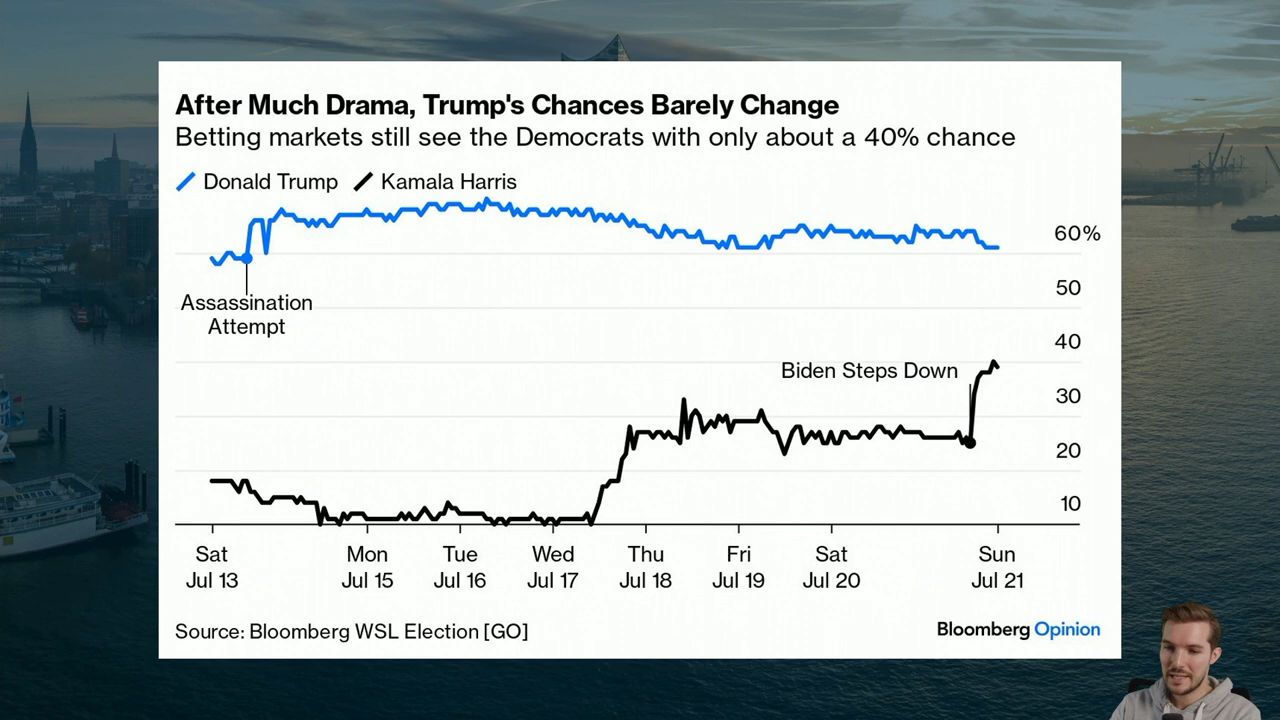 After Much Drama, Trump's Chances Barely Change
Betting markets still see the Democrats with only about a 40% chance
Donald Trump Kamala Harris
60%
50
Assassination
Attempt
40
Biden Steps Down
30
20
10
Sat Mon Tue Wed Thu Fri Sat Sun
Jul 13 Jul 15 Jul 16 Jul 17 Jul 18 Jul 19 Jul 20 Jul 21
Source: Bloomberg WSL Election [GO]
Bloomberg Opinion